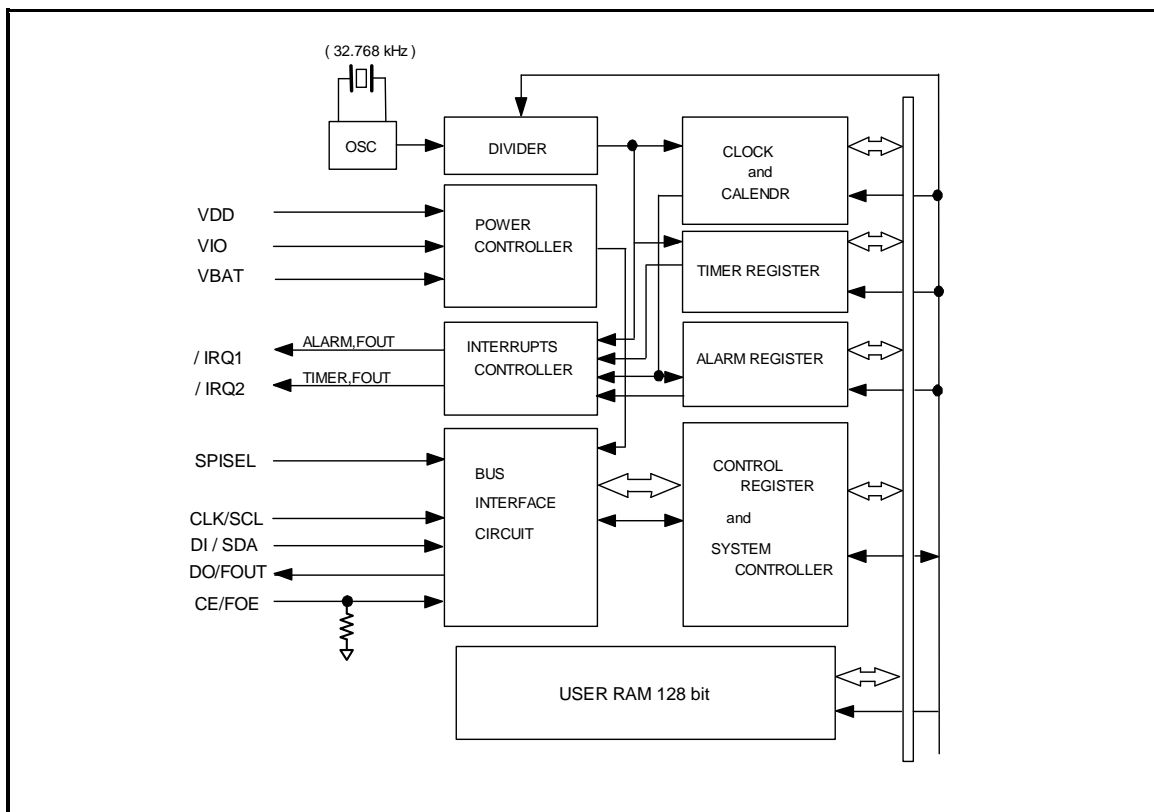 ( 32.768 kHz )
OSC
DIVIDER
CLOCK
and
CALENDR
VDD
VIO
VBAT
POWER
CONTROLLER
TIMER REGISTER
/ IRQ1
/ IRQ2
ALARM,FOUT
TIMER,FOUT
INTERRUPTS
CONTROLLER
ALARM REGISTER
SPISEL
CLK/SCL
DI / SDA
DO/FOUT
CE/FOE
BUS
INTERFACE
CIRCUIT
CONTROL
REGISTER
and
SYSTEM
CONTROLLER
USER RAM 128 bit